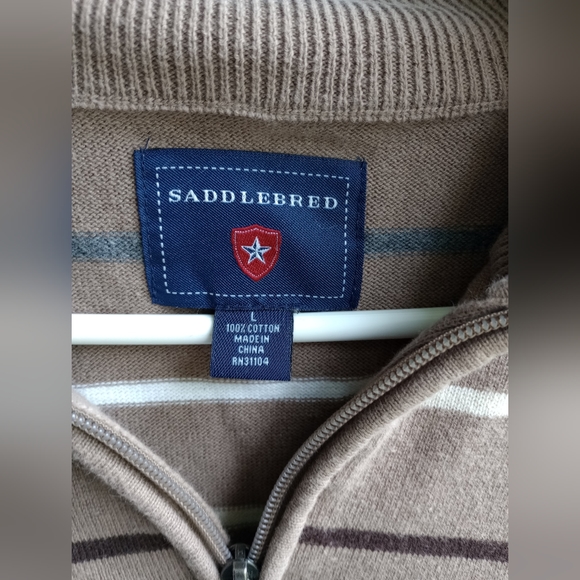 SADDLEBRED
L
100% COTTON
MADE IN
CHINA
RN31104